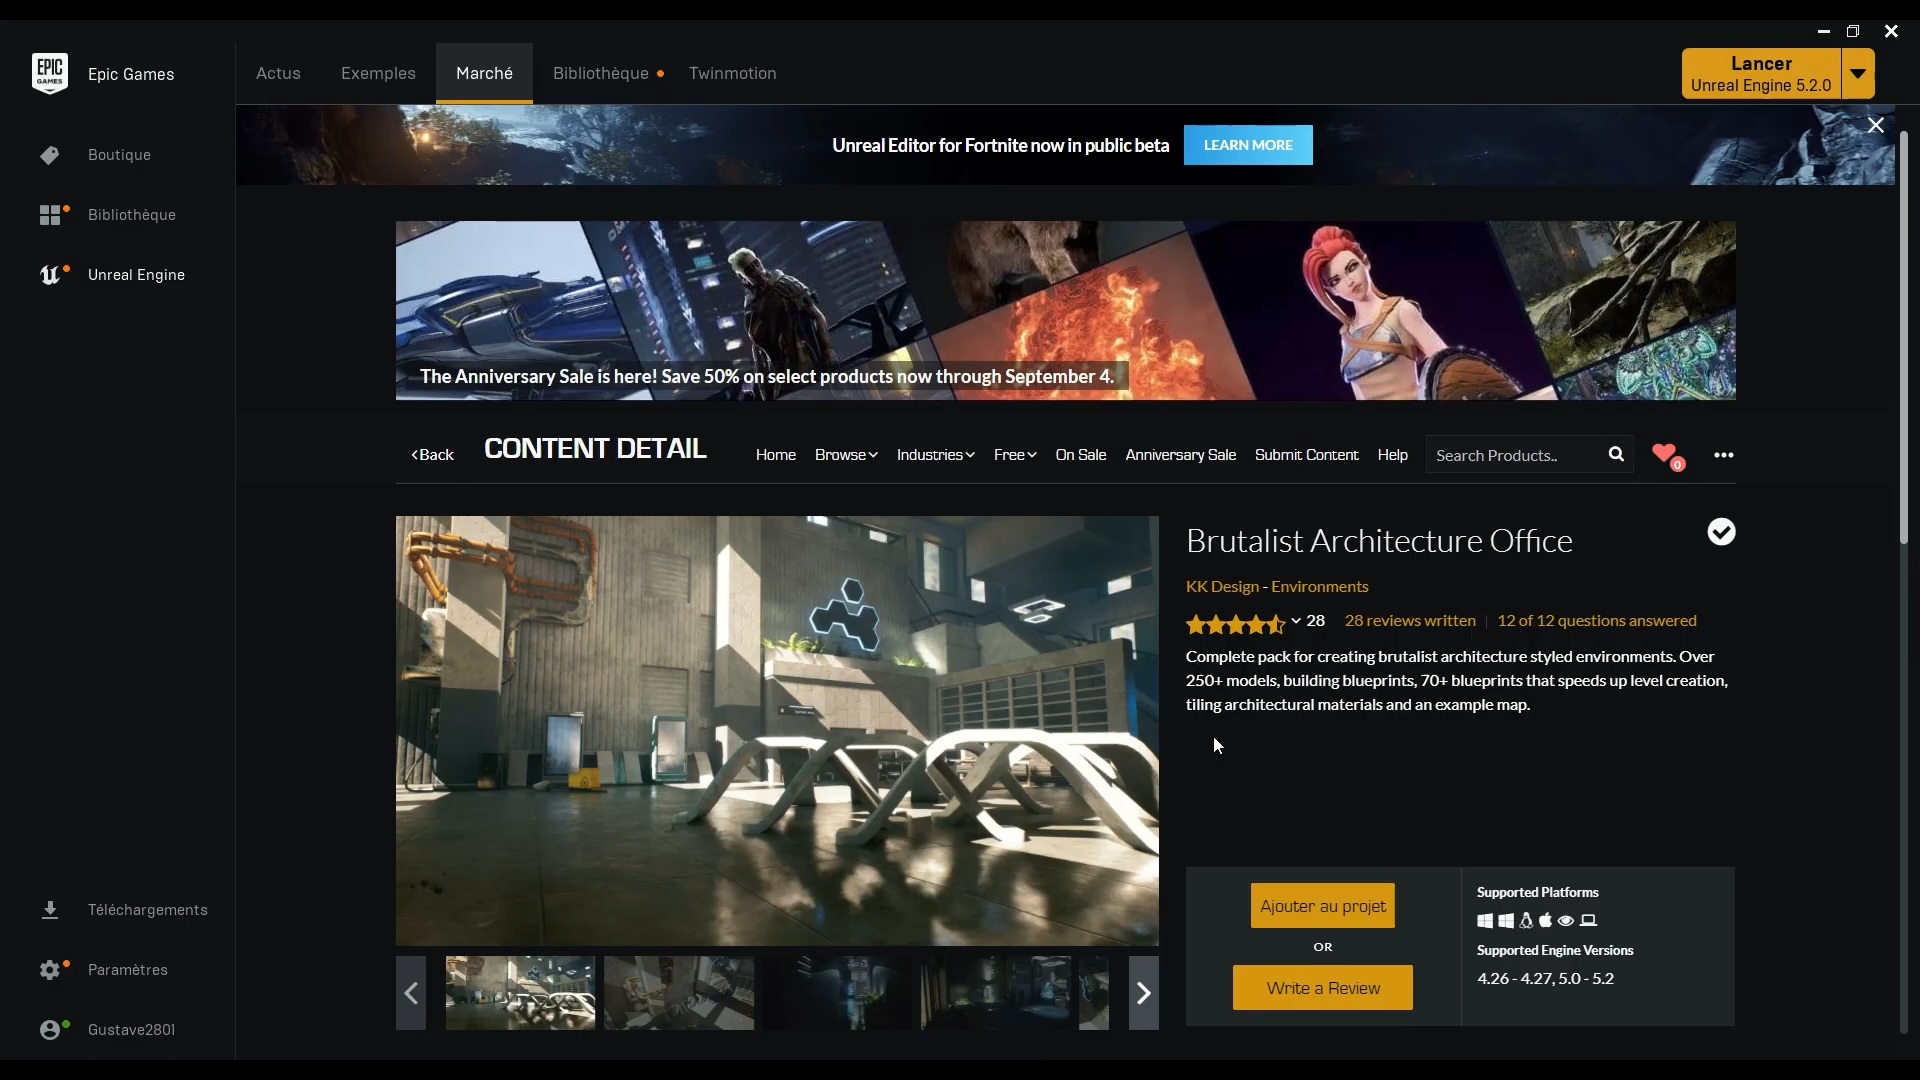 EPIC
GAMES
Epic Games
Actus
Exemples
Marché
Bibliothèque
Twinmotion
Lancer
Unreal Engine 5.2.0
Boutique
Bibliothèque
Unreal Engine
Téléchargements
Paramètres
Gustave2801
Unreal Editor for Fortnite now in public beta
LEARN MORE
The Anniversary Sale is here! Save 50% on select products now through September 4.
Back
CONTENT DETAIL
Home
Browse
Industries
Free
On Sale
Anniversary Sale
Submit Content
Help
Search Products..
0
Brutalist Architecture Office
KK Design - Environments
28
28 reviews written
12 of 12 questions answered
Complete pack for creating brutalist architecture styled environments. Over
250+ models, building blueprints, 70+ blueprints that speeds up level creation,
tiling architectural materials and an example map.
Ajouter au projet
OR
Write a Review
Supported Platforms
Supported Engine Versions
4.26 - 4.27, 5.0 - 5.2